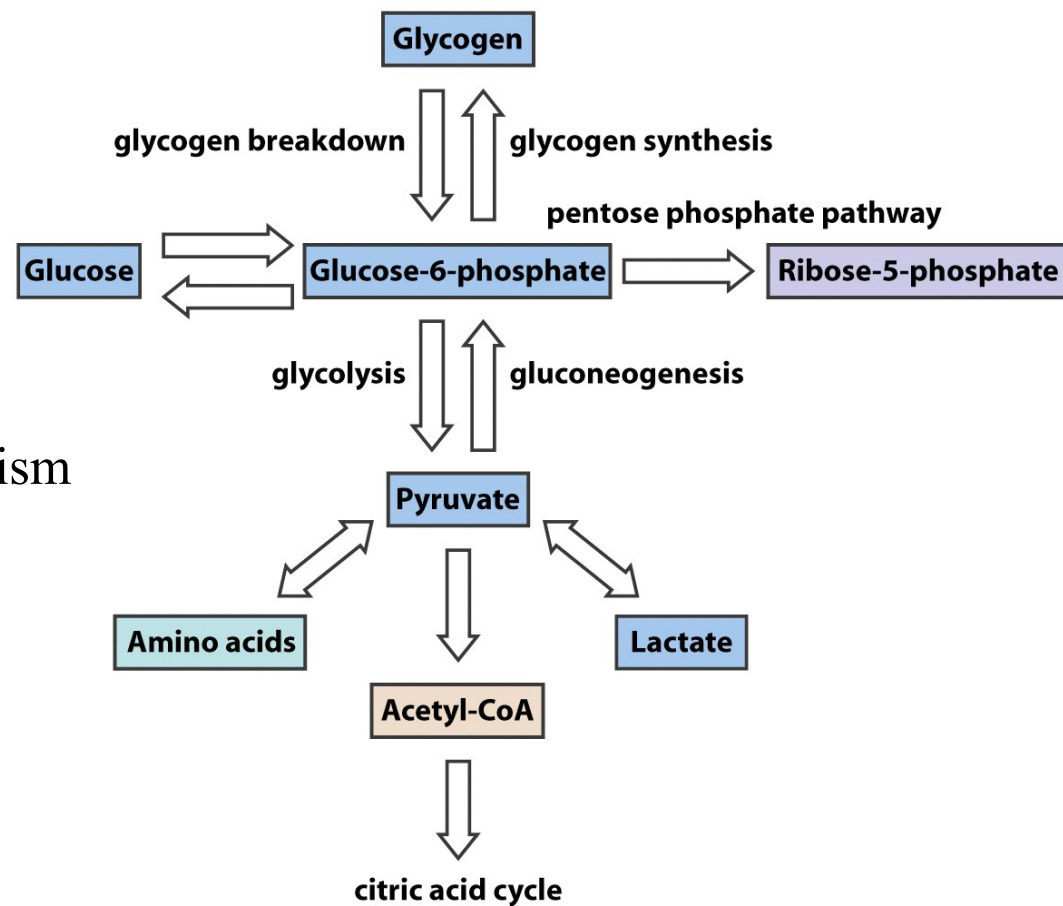 Glycogen
glycogen breakdown
glycogen synthesis
pentose phosphate pathway
Glucose
Glucose-6-phosphate
Ribose-5-phosphate
glycolysis
gluconeogenesis
ism
Pyruvate
Amino acids
Lactate
Acetyl-CoA
citric acid cycle